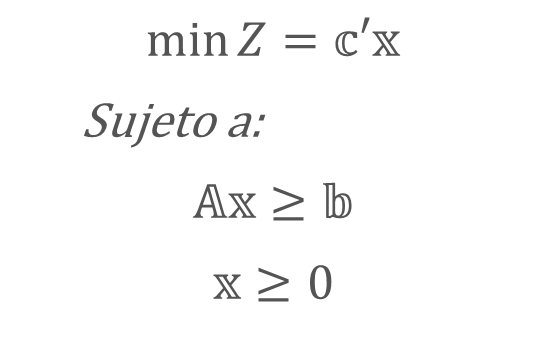 min Z = 𝕔′𝕩
Sujeto a:
𝔸𝕩 ≥ 𝕓
𝕩 ≥ 0